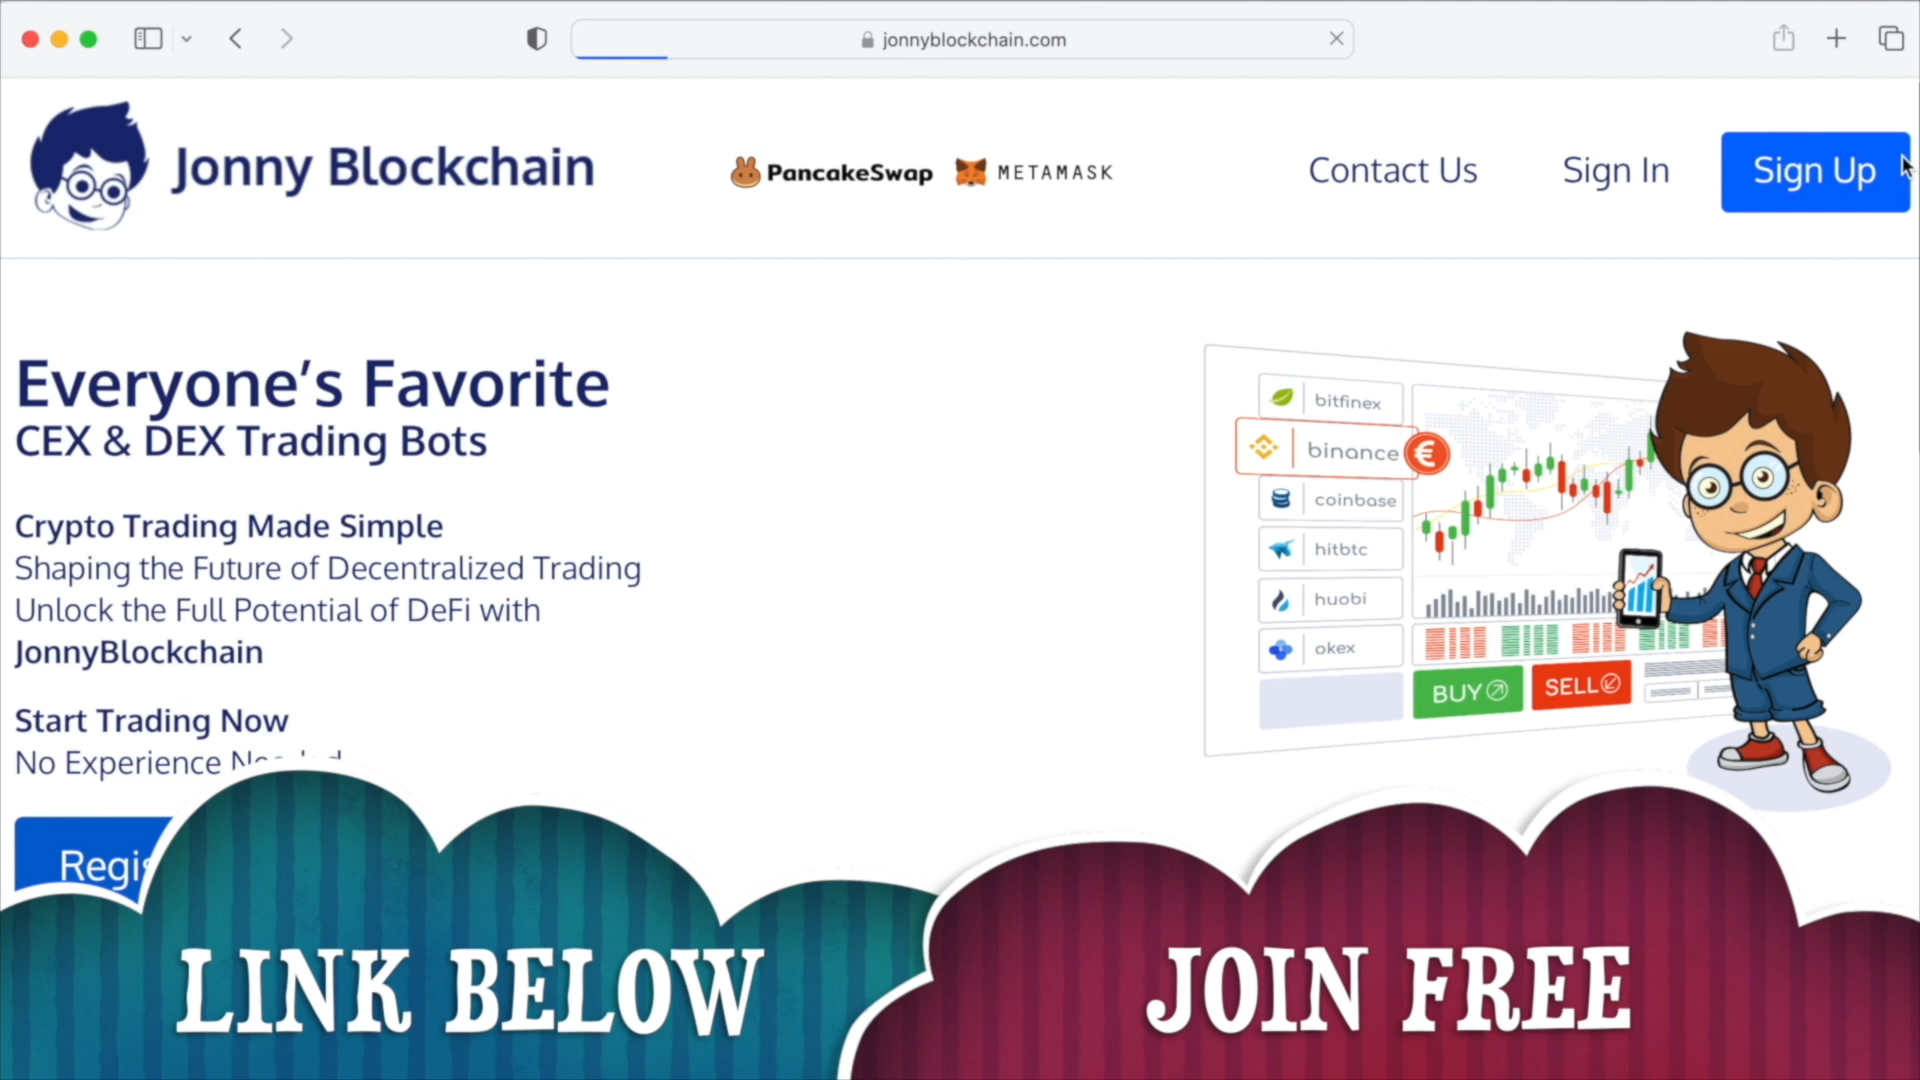 jonnyblockchain.com
Jonny Blockchain
PancakeSwap
METAMASK
Contact Us
Sign In
Sign Up
Everyone's Favorite
CEX & DEX Trading Bots
Crypto Trading Made Simple
Shaping the Future of Decentralized Trading
Unlock the Full Potential of DeFi with
JonnyBlockchain
Start Trading Now
No Experience
Regis
bitfinex
binance
€
coinbase
hitbtc
huobi
okex
BUY
SELL
LINK BELOW
JOIN FREE